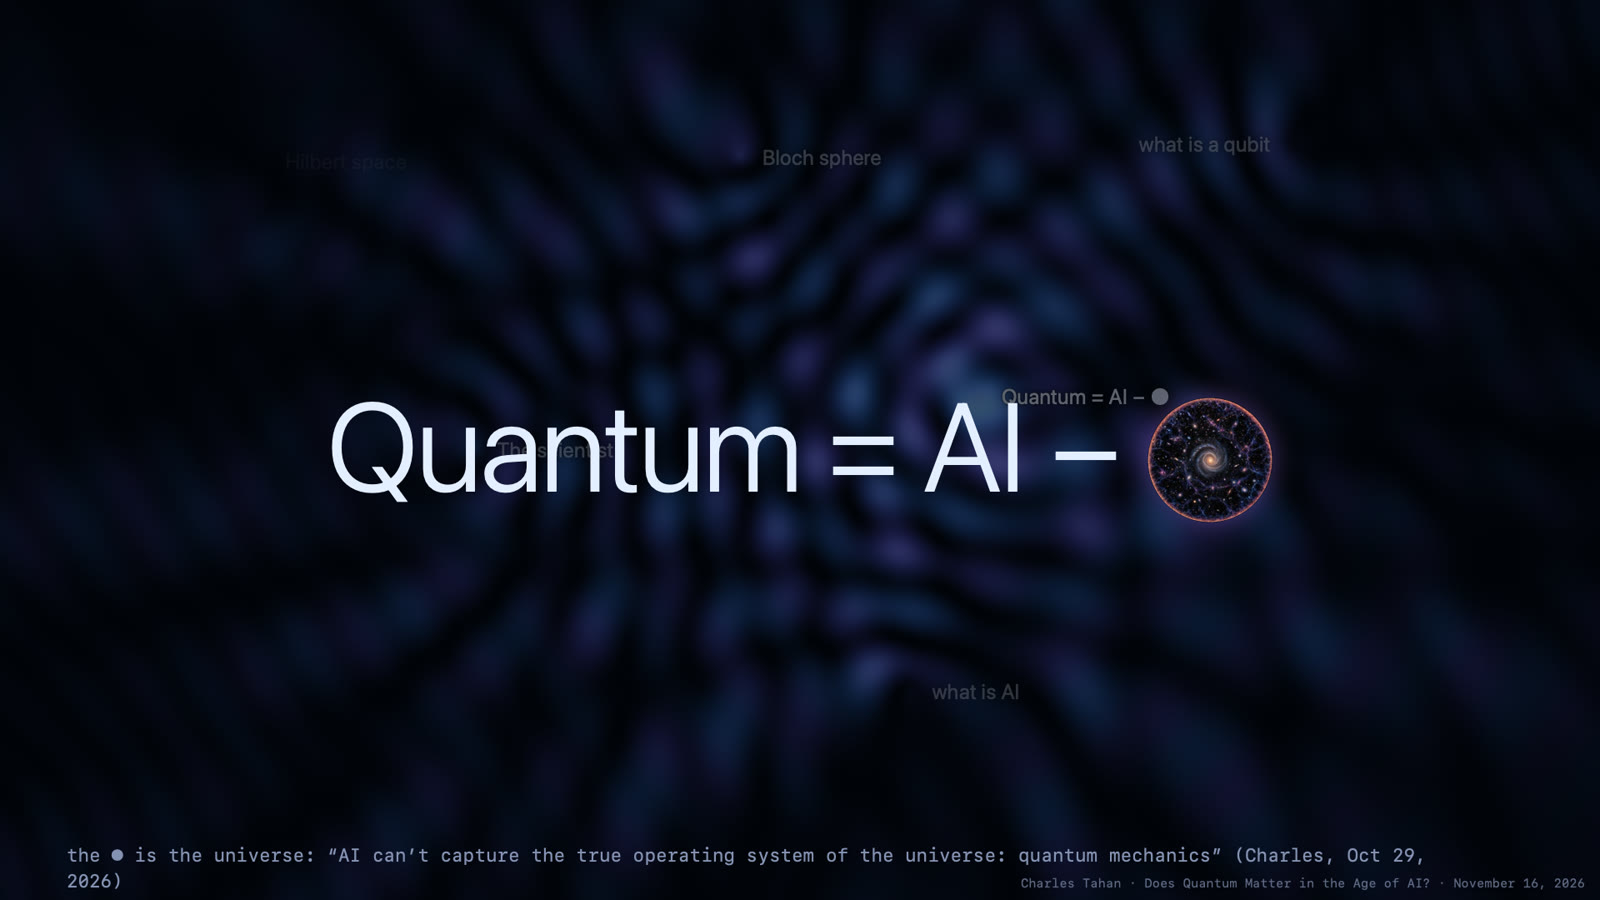 Hilbert space
Bloch sphere
what is a qubit
Quantum = AI – ●
Quantum = AI –
The scientist
what is AI
the ● is the universe: “AI can’t capture the true operating system of the universe: quantum mechanics” (Charles, Oct 29,
2026)
Charles Tahan · Does Quantum Matter in the Age of AI? · November 16, 2026